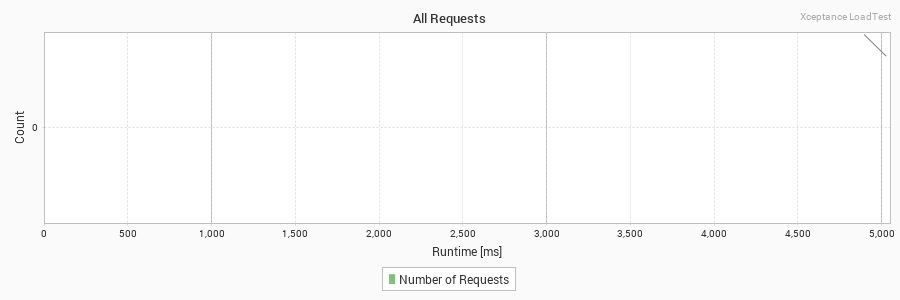 All Requests
Xceptance LoadTest
Count
0
0 500 1,000 1,500 2,000 2,500 3,000 3,500 4,000 4,500 5,000
Runtime [ms]
Number of Requests